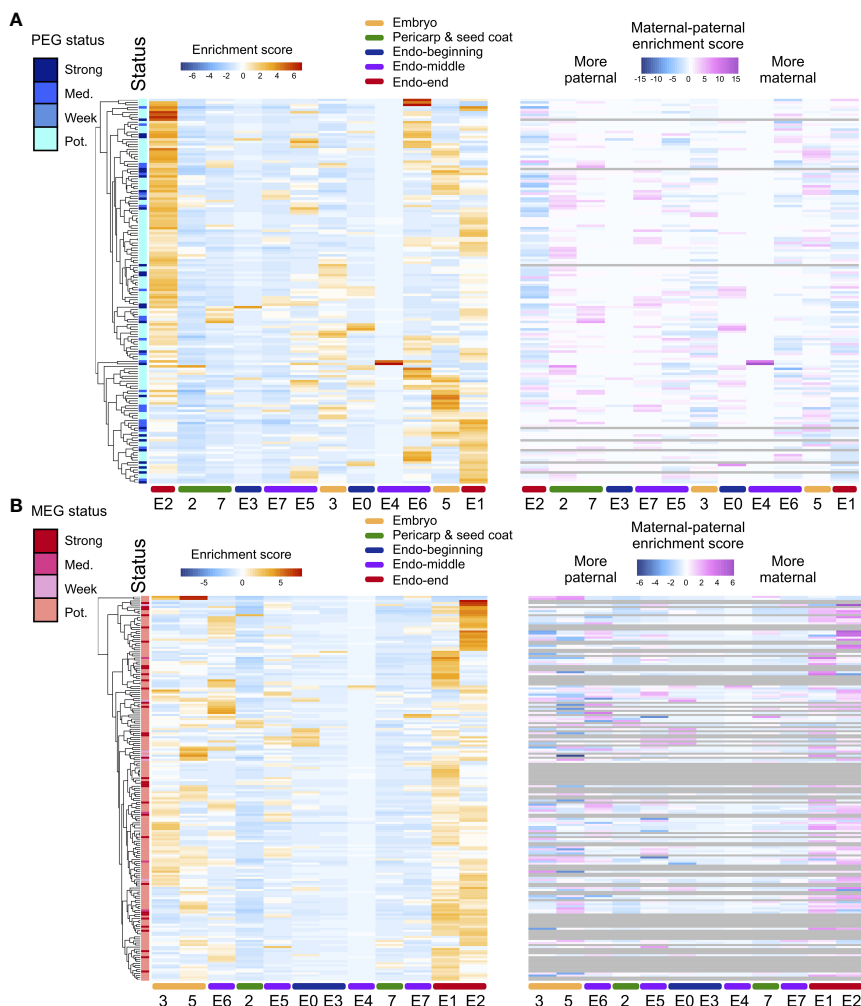 A
PEG status
Strong
Med.
Week
Pot.
Status
Enrichment score
-6 -4 -2 0 2 4 6
Embryo
Pericarp & seed coat
Endo-beginning
Endo-middle
Endo-end
Maternal-paternal
enrichment score
More
paternal
More
maternal
-15 -10 -5 0 5 10 15
E2 2 7 E3 E7 E5 3 E0 E4 E6 5 E1
E2 2 7 E3 E7 E5 3 E0 E4 E6 5 E1
B
MEG status
Strong
Med.
Week
Pot.
Status
Enrichment score
-5 0 5
Embryo
Pericarp & seed coat
Endo-beginning
Endo-middle
Endo-end
Maternal-paternal
enrichment score
More
paternal
More
maternal
-6 -4 -2 0 2 4 6
3 5 E6 2 E5 E0 E3 E4 7 E7 E1 E2
3 5 E6 2 E5 E0 E3 E4 7 E7 E1 E2